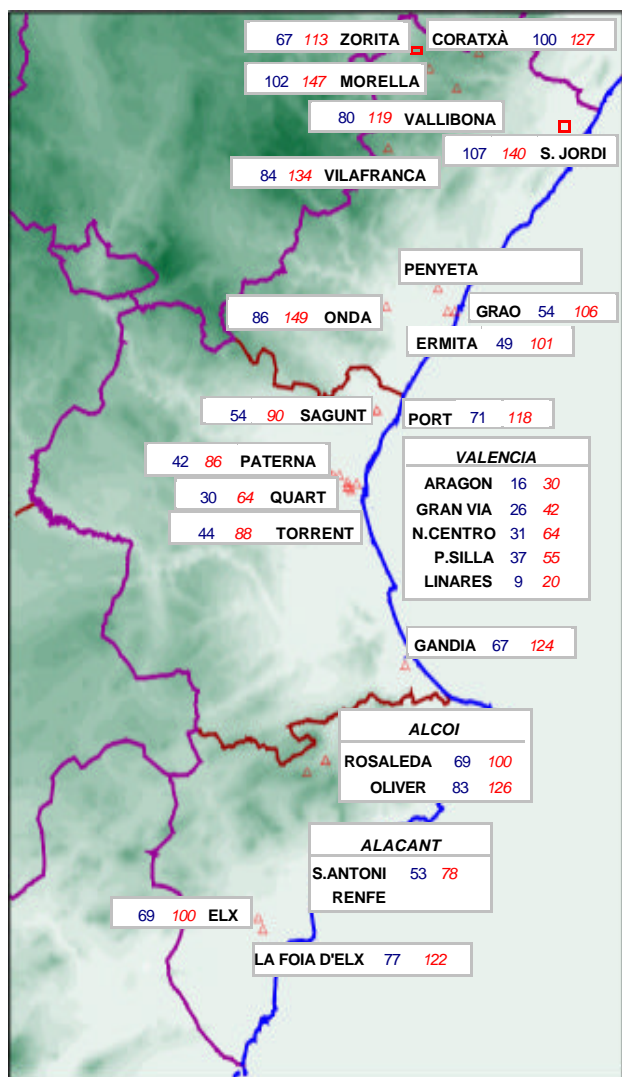 67 113 ZORITA
CORATXÀ 100 127
102 147 MORELLA
80 119 VALLIBONA
107 140 S. JORDI
84 134 VILAFRANCA
PENYETA
86 149 ONDA
GRAO 54 106
ERMITA 49 101
54 90 SAGUNT
PORT 71 118
42 86 PATERNA
30 64 QUART
44 88 TORRENT
VALENCIA
ARAGON 16 30
GRAN VIA 26 42
N.CENTRO 31 64
P.SILLA 37 55
LINARES 9 20
GANDIA 67 124
ALCOI
ROSALEDA 69 100
OLIVER 83 126
ALACANT
S.ANTONI 53 78
RENFE
69 100 ELX
LA FOIA D'ELX 77 122